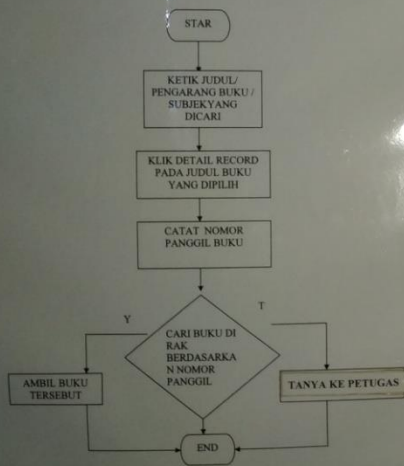 STAR
KETIK JUDUL/
PENGARANG BUKU /
SUBJEKYANG
DICARI
KLIK DETAIL RECORD
PADA JUDUL BUKU
YANG DIPILIH
CATAT NOMOR
PANGGIL BUKU
Y
T
CARI BUKU DI
RAK
BERDASARKA
N NOMOR
PANGGIL
AMBIL BUKU
TERSEBUT
TANYA KE PETUGAS
END